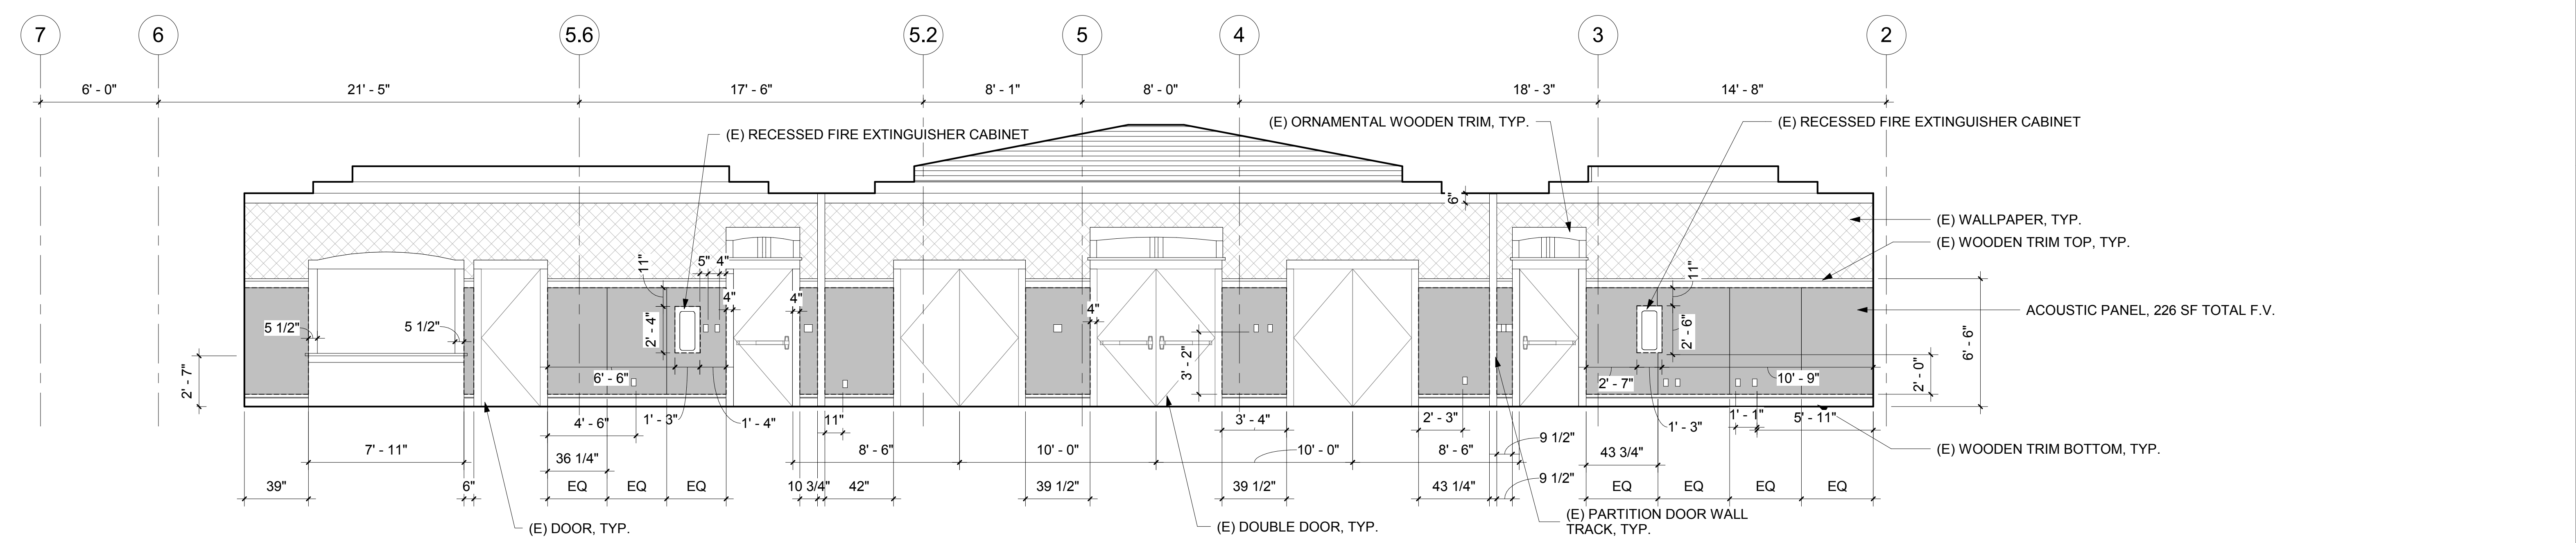 7 6 5.6 5.2 5 4 3 2
6' - 0" 21' - 5" 17' - 6" 8' - 1" 8' - 0" 18' - 3" 14' - 8"
(E) RECESSED FIRE EXTINGUISHER CABINET
(E) ORNAMENTAL WOODEN TRIM, TYP.
(E) RECESSED FIRE EXTINGUISHER CABINET
6"
(E) WALLPAPER, TYP.
(E) WOODEN TRIM TOP, TYP.
11" 5" 4" 11"
4" 4" 4"
ACOUSTIC PANEL, 226 SF TOTAL F.V.
5 1/2" 5 1/2" 2' - 4" 2' - 6" 6' - 6"
2' - 7" 3' - 2" 2' - 0"
6' - 6" 2' - 7" 10' - 9"
4' - 6" 1' - 3" 1' - 4" 11" 3' - 4" 2' - 3" 1' - 3" 1' - 1" 5' - 11"
9 1/2"
7' - 11" 36 1/4" 8' - 6" 10' - 0" 10' - 0" 8' - 6" 43 3/4"
(E) WOODEN TRIM BOTTOM, TYP.
9 1/2"
39" 6" EQ EQ EQ 10 3/4" 42" 39 1/2" 39 1/2" 43 1/4" EQ EQ EQ EQ
(E) DOOR, TYP.
(E) DOUBLE DOOR, TYP.
(E) PARTITION DOOR WALL
TRACK, TYP.